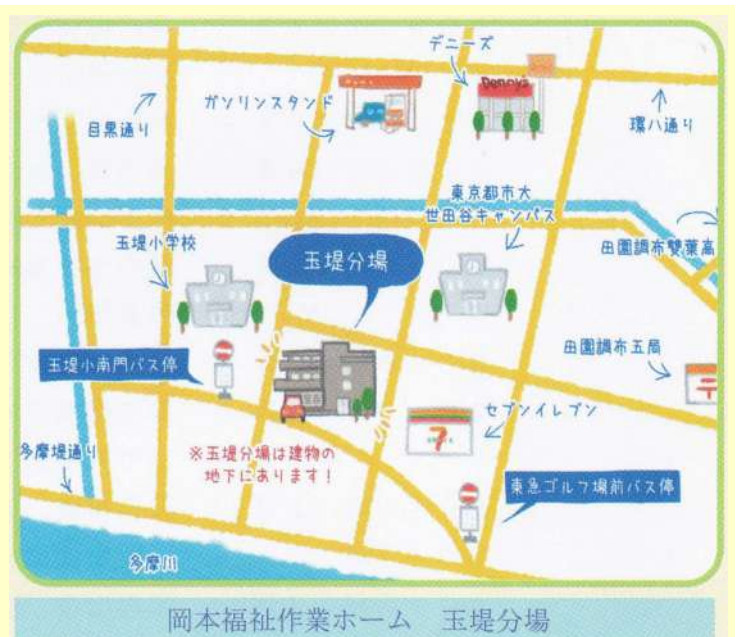 デニーズ
Denny's
ガソリンスタンド
目黒通り
環八通り
東京都市大
世田谷キャンパス
玉堤小学校
玉堤分場
田園調布雙葉高
玉堤小南門バス停
田園調布五局
〒
セブンイレブン
7
多摩堤通り
※玉堤分場は建物の
地下にあります!
東急ゴルフ場前バス停
多摩川
岡本福祉作業ホーム 玉堤分場